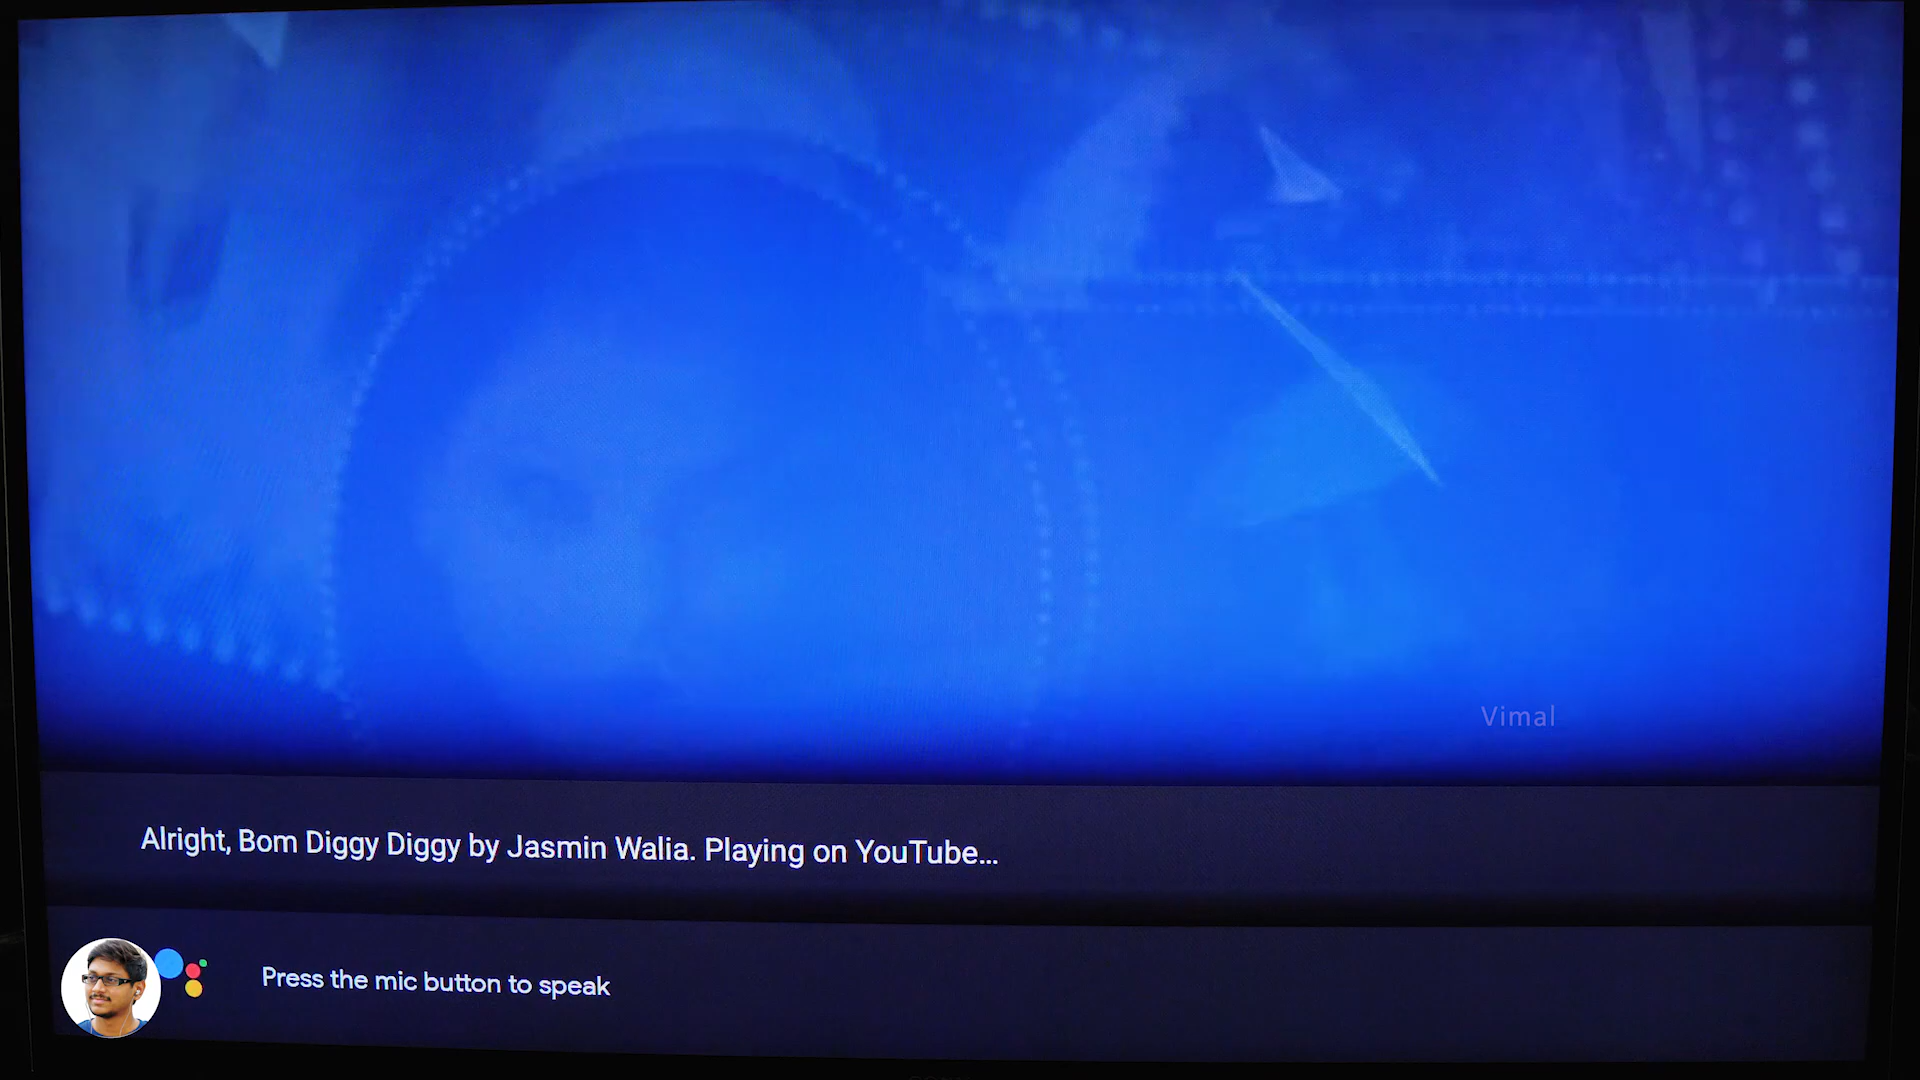 Vimal
Alright, Bom Diggy Diggy by Jasmin Walia. Playing on YouTube...
Press the mic button to speak